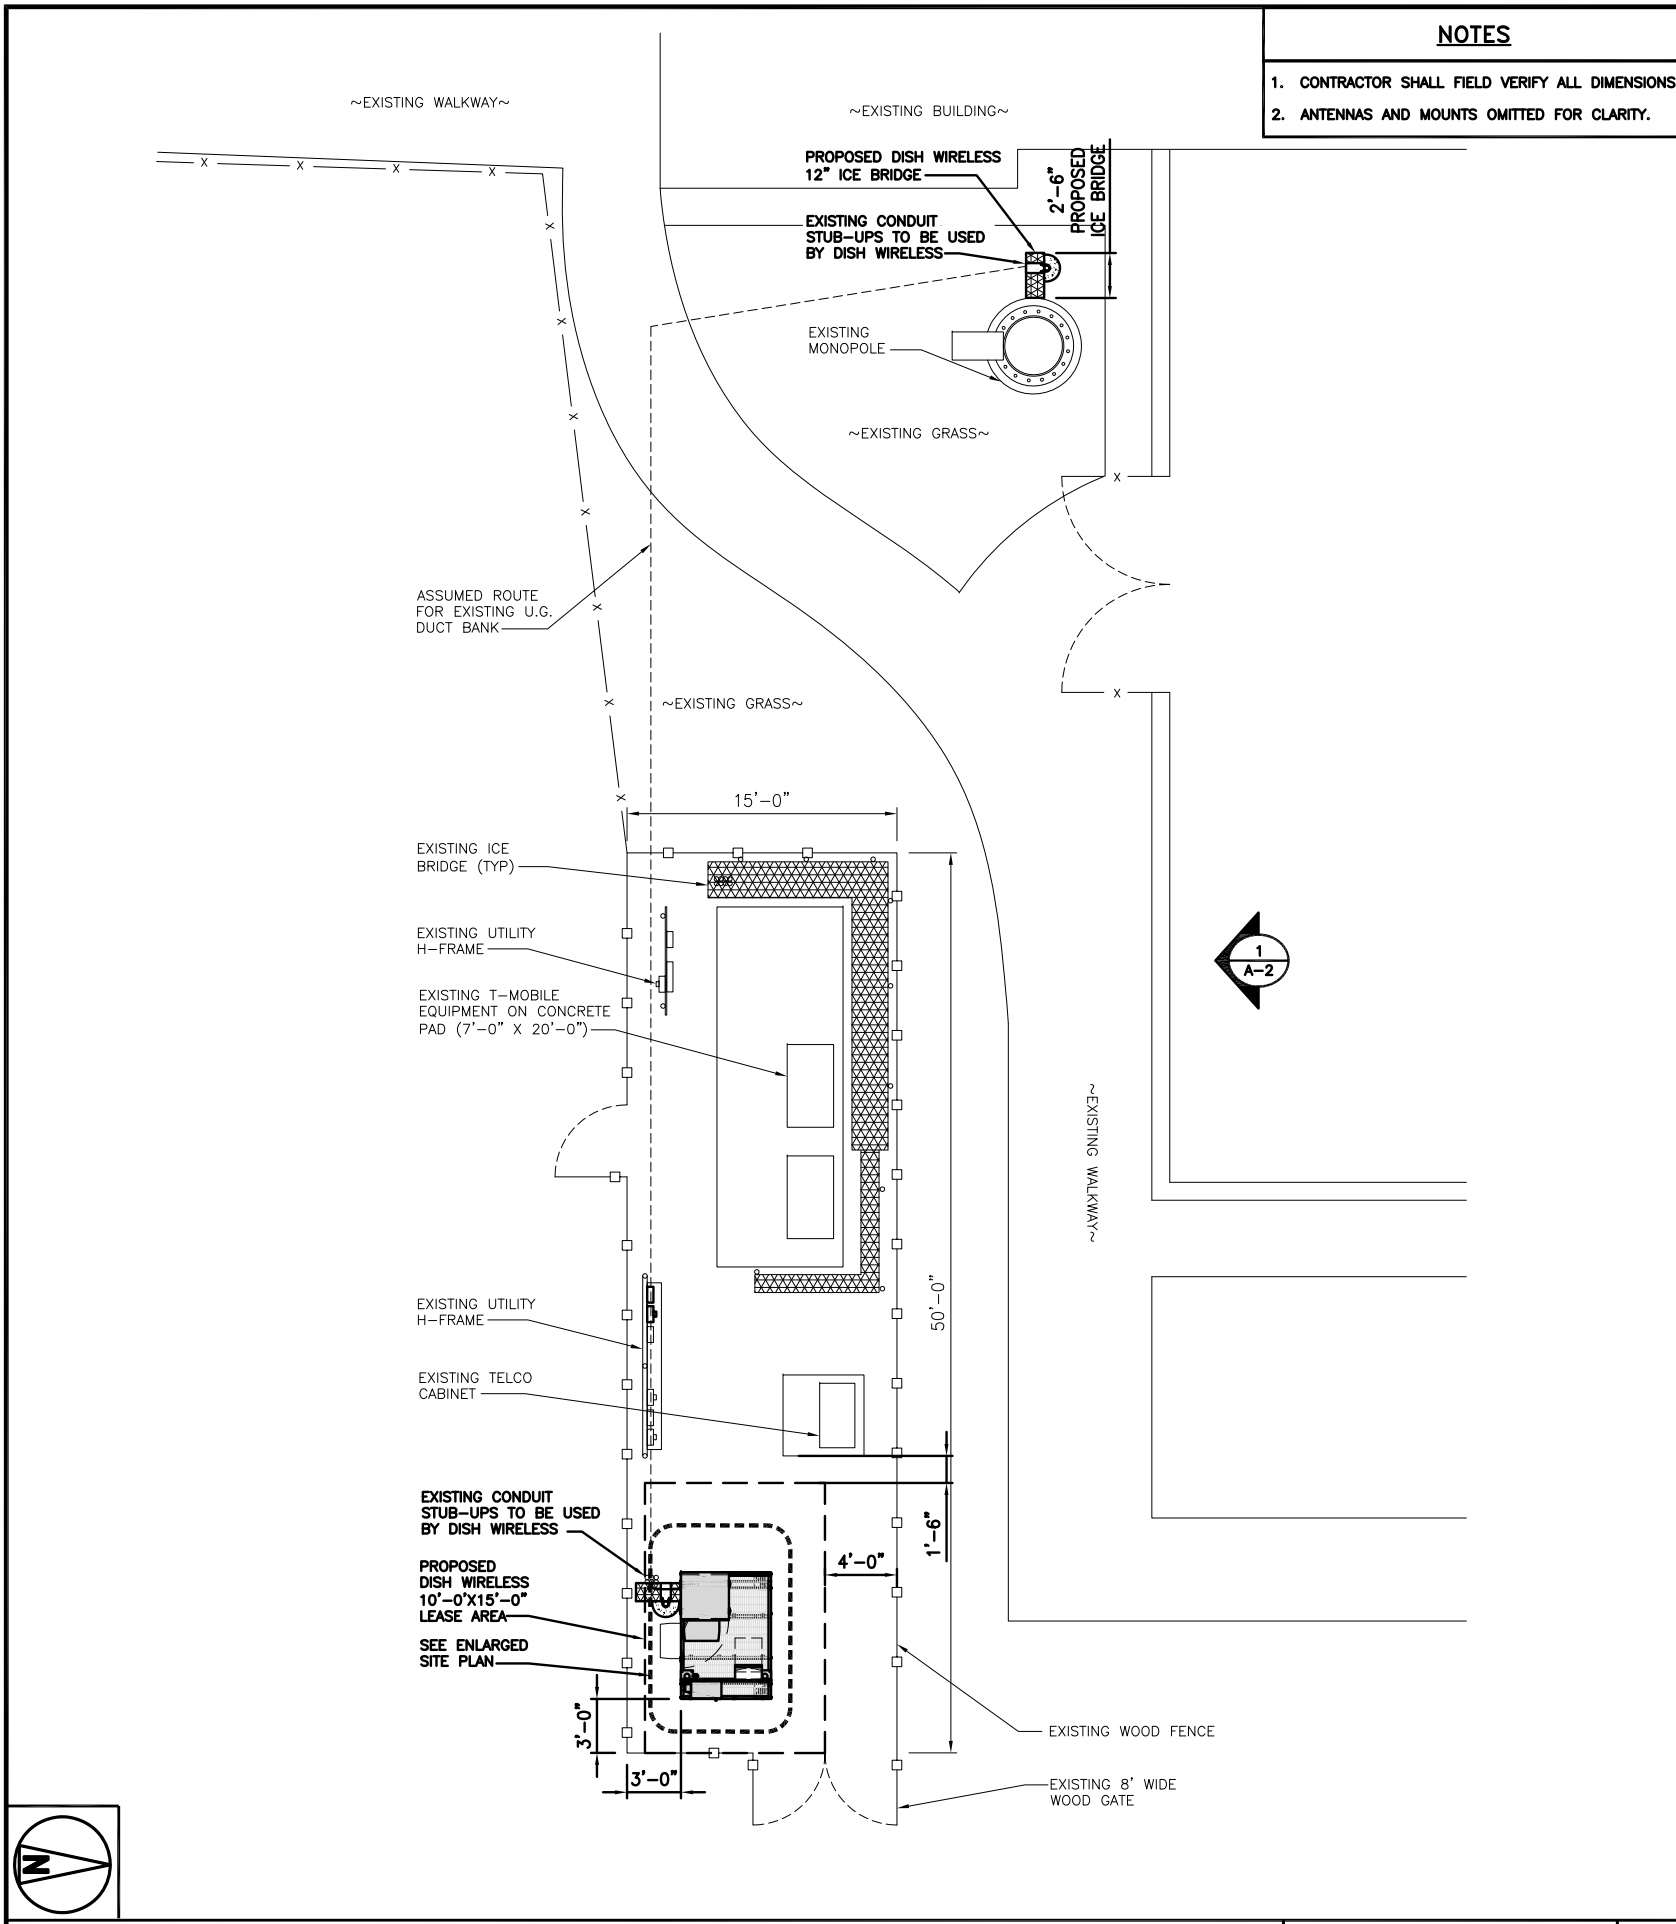 NOTES
1. CONTRACTOR SHALL FIELD VERIFY ALL DIMENSIONS
2. ANTENNAS AND MOUNTS OMITTED FOR CLARITY.
~EXISTING WALKWAY~
~EXISTING BUILDING~
PROPOSED DISH WIRELESS
12" ICE BRIDGE
2'-6"
PROPOSED
ICE BRIDGE
EXISTING CONDUIT
STUB-UPS TO BE USED
BY DISH WIRELESS
EXISTING
MONOPOLE
~EXISTING GRASS~
ASSUMED ROUTE
FOR EXISTING U.G.
DUCT BANK
~EXISTING GRASS~
15'-0"
EXISTING ICE
BRIDGE (TYP)
EXISTING UTILITY
H-FRAME
1
A-2
EXISTING T-MOBILE
EQUIPMENT ON CONCRETE
PAD (7'-0" X 20'-0")
~EXISTING WALKWAY~
50'-0"
EXISTING UTILITY
H-FRAME
EXISTING TELCO
CABINET
EXISTING CONDUIT
STUB-UPS TO BE USED
BY DISH WIRELESS
1'-6"
4'-0"
PROPOSED
DISH WIRELESS
10'-0'X15'-0"
LEASE AREA
SEE ENLARGED
SITE PLAN
3'-0"
3'-0"
EXISTING WOOD FENCE
EXISTING 8' WIDE
WOOD GATE
N